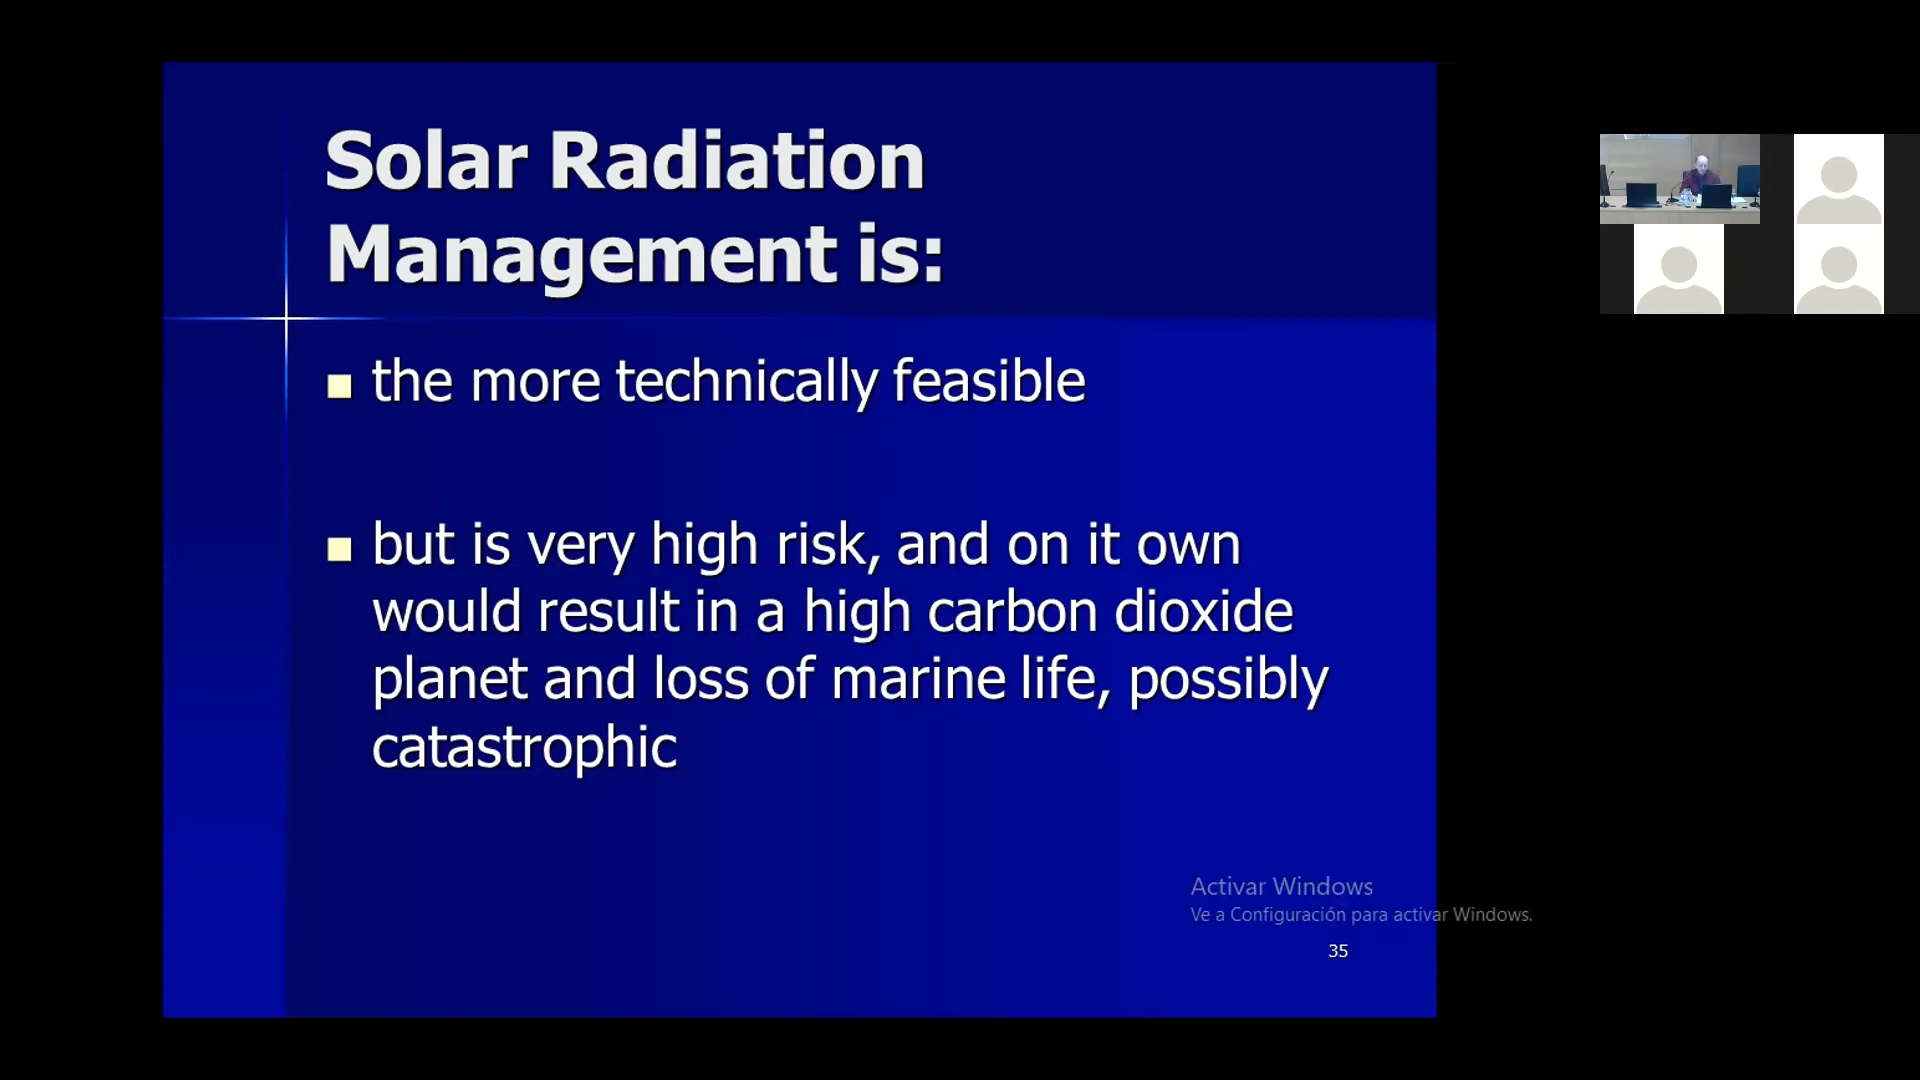 Solar Radiation
Management is:
the more technically feasible
but is very high risk, and on it own
would result in a high carbon dioxide
planet and loss of marine life, possibly
catastrophic
Activar Windows
Ve a Configuración para activar Windows.
35